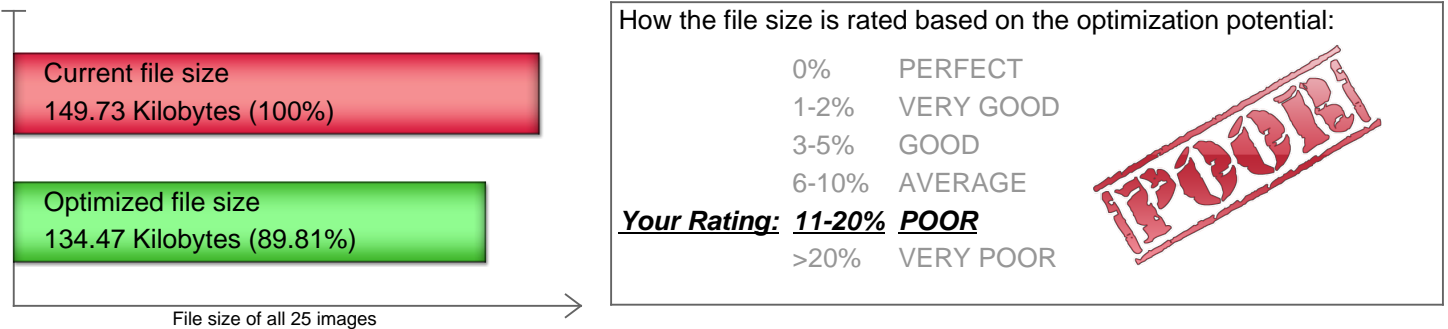 Current file size
149.73 Kilobytes (100%)
Optimized file size
134.47 Kilobytes (89.81%)
File size of all 25 images
How the file size is rated based on the optimization potential:
0% PERFECT
1-2% VERY GOOD
3-5% GOOD
6-10% AVERAGE
Your Rating: 11-20% POOR
>20% VERY POOR
POOR